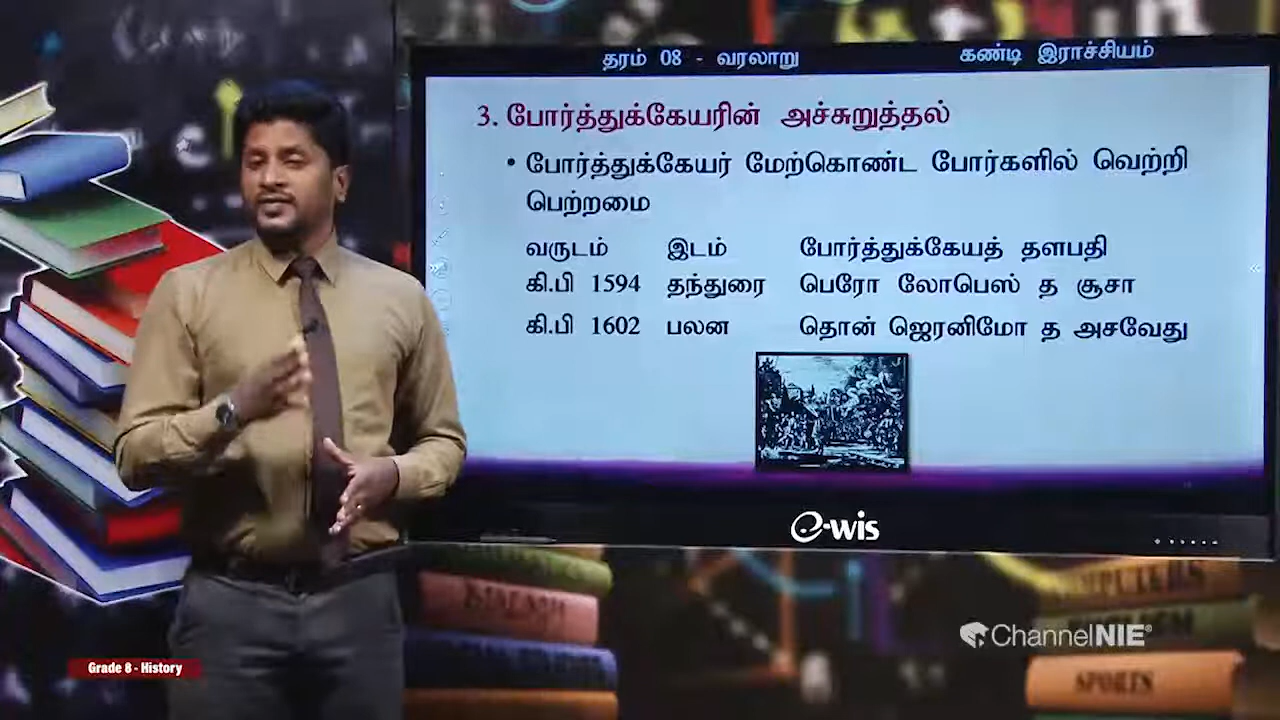 தரம் 08 - வரலாறு கண்டி இராச்சியம்
3. போர்த்துக்கேயரின் அச்சுறுத்தல்
• போர்த்துக்கேயர் மேற்கொண்ட போர்களில் வெற்றி
பெற்றமை
வருடம் இடம் போர்த்துக்கேயத் தளபதி
கி.பி 1594 தந்துரை பெரோ லோபெஸ் த சூசா
கி.பி 1602 பலன தொன் ஜெரனிமோ த அசவேது
e-wis
ChannelNIE
Grade 8 - History
SPORTS